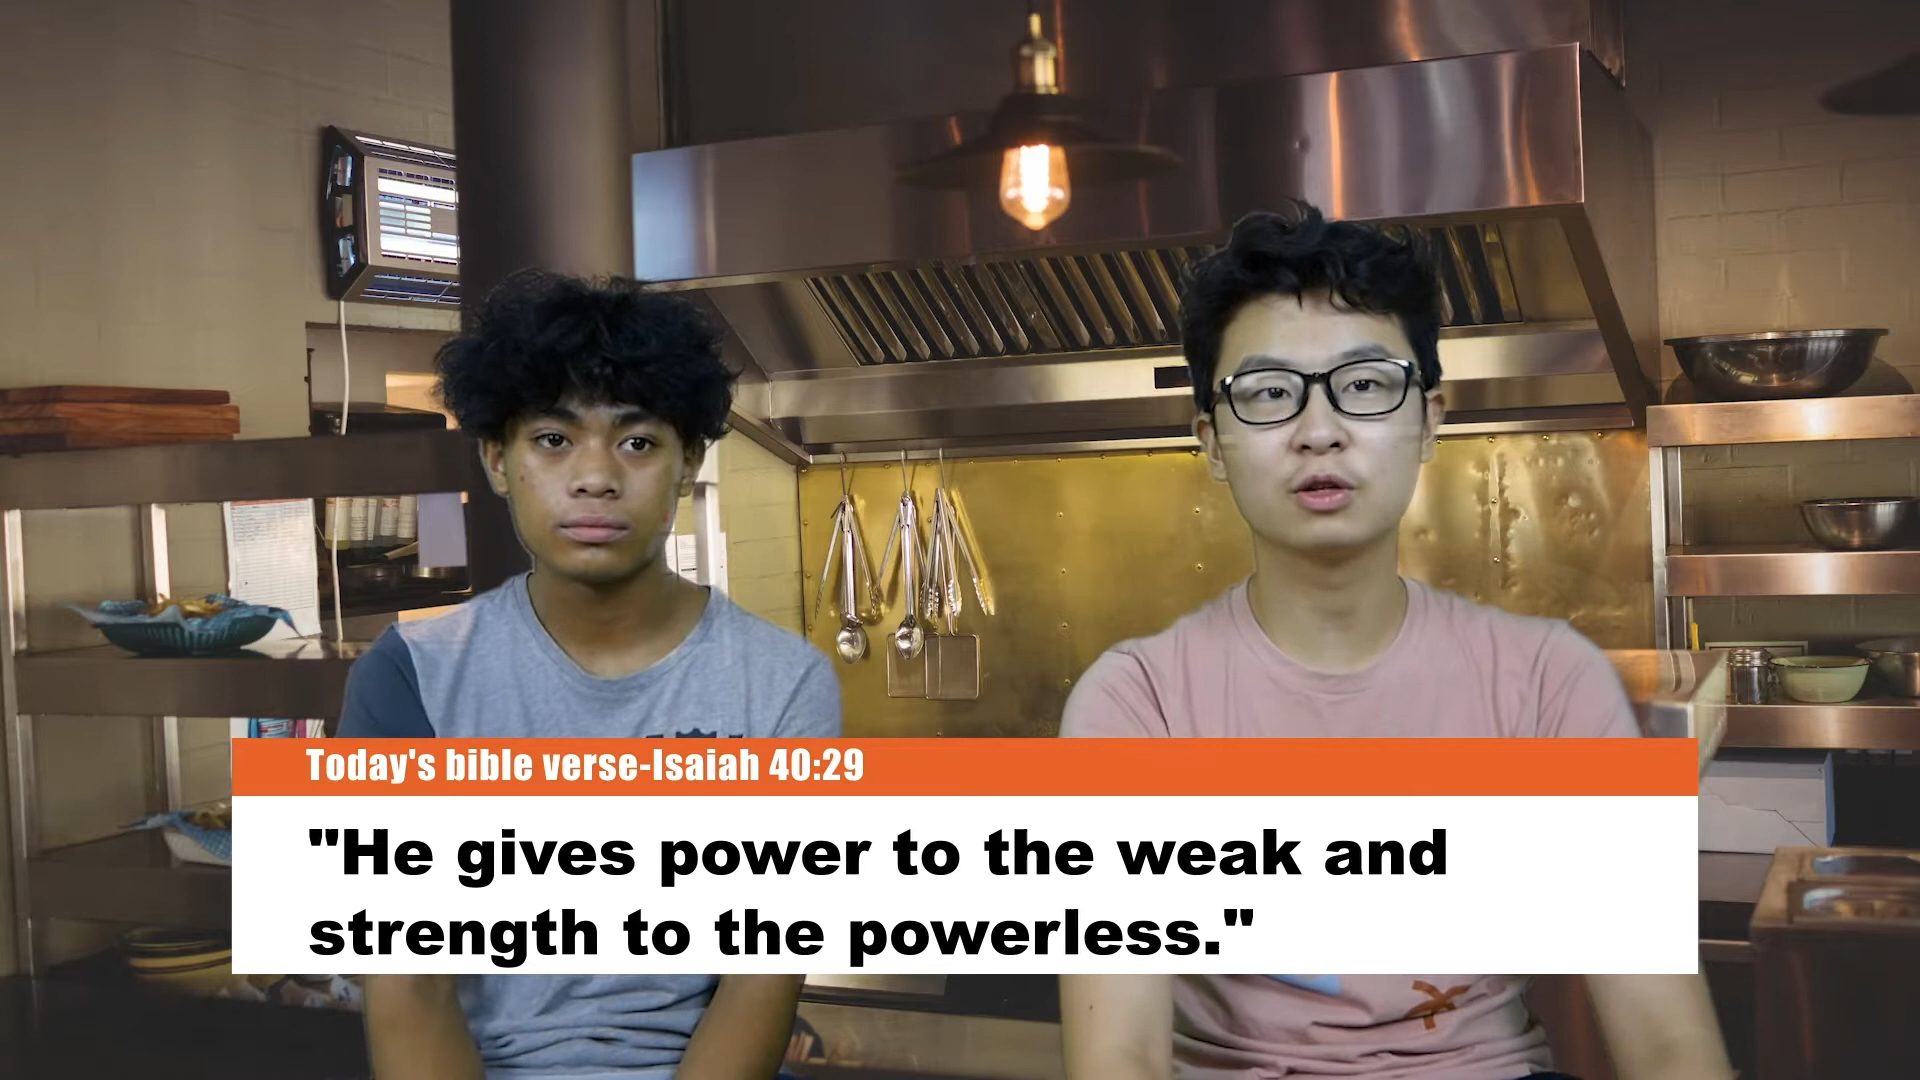 Today's bible verse-Isaiah 40:29
"He gives power to the weak and
strength to the powerless."